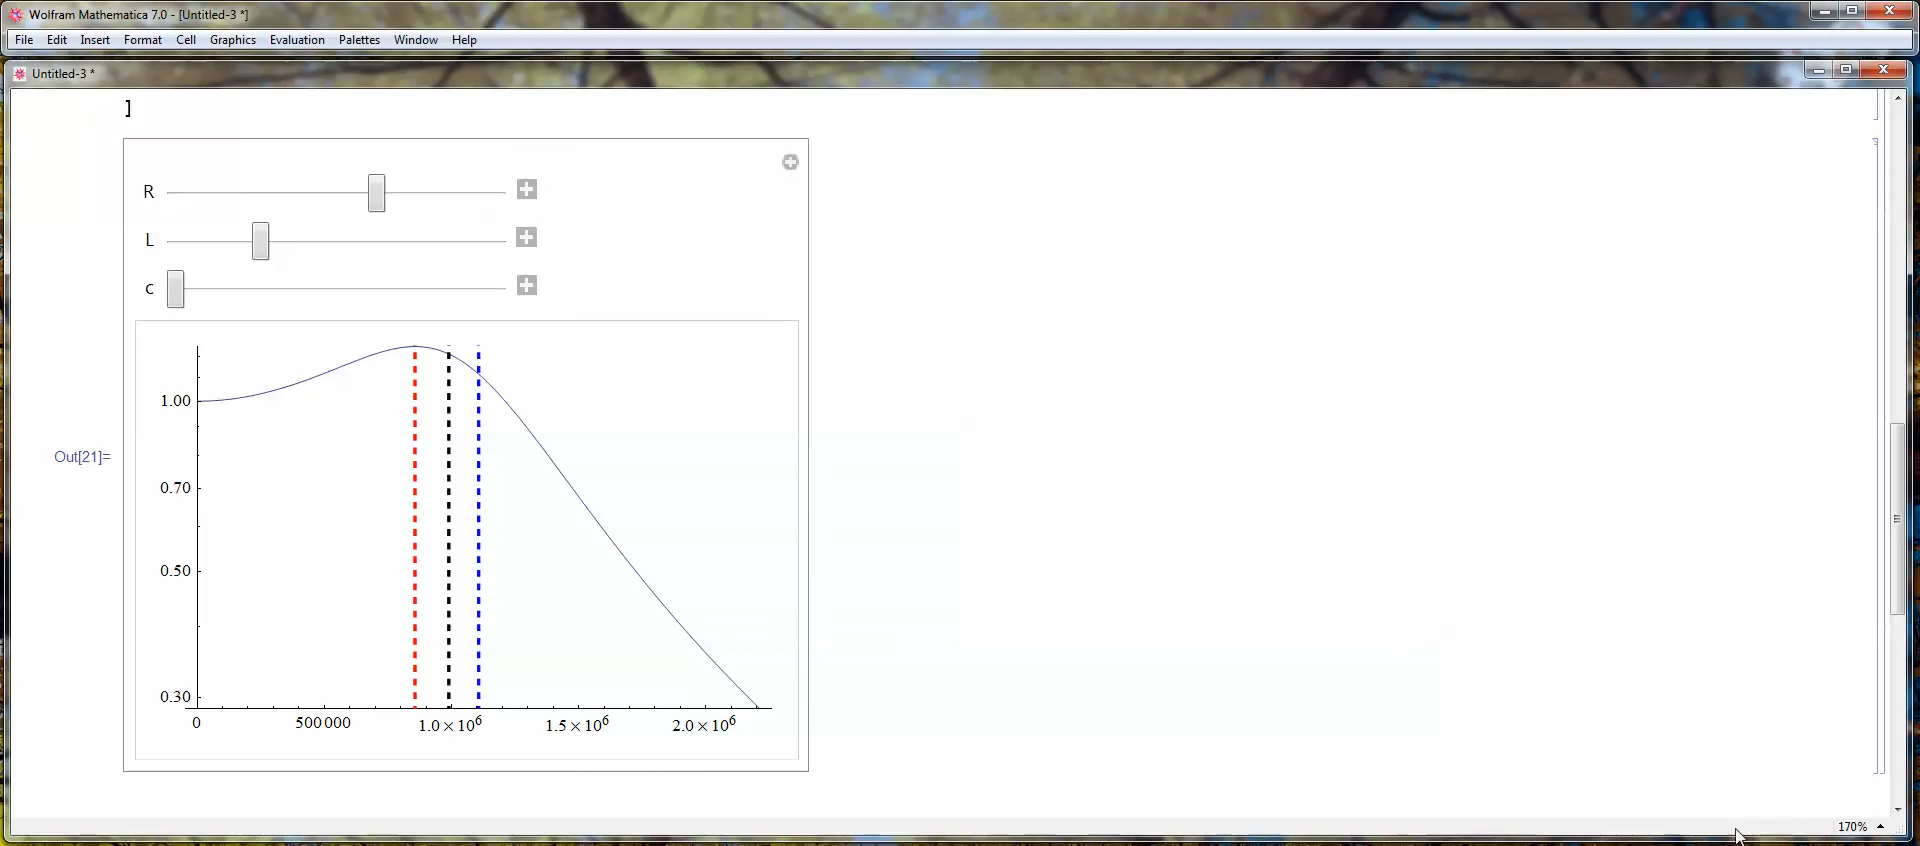 Wolfram Mathematica 7.0 - [Untitled-3 *]
File Edit Insert Format Cell Graphics Evaluation Palettes Window Help
Untitled-3 *
]
R
L
c
1.00
Out[21]=
0.70
0.50
0.30
0 500 000 1.0 × 10⁶ 1.5 × 10⁶ 2.0 × 10⁶
170%